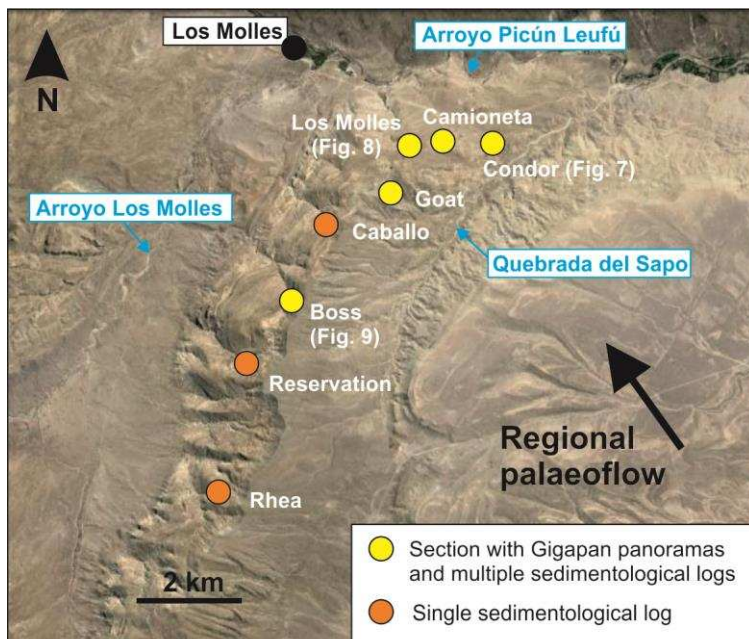 Los Molles
Arroyo Picún Leufú
N
Los Molles
(Fig. 8)
Camioneta
Condor (Fig. 7)
Goat
Arroyo Los Molles
Caballo
Quebrada del Sapo
Boss
(Fig. 9)
Reservation
Regional
palaeoflow
Rhea
2 km
Section with Gigapan panoramas
and multiple sedimentological logs
Single sedimentological log